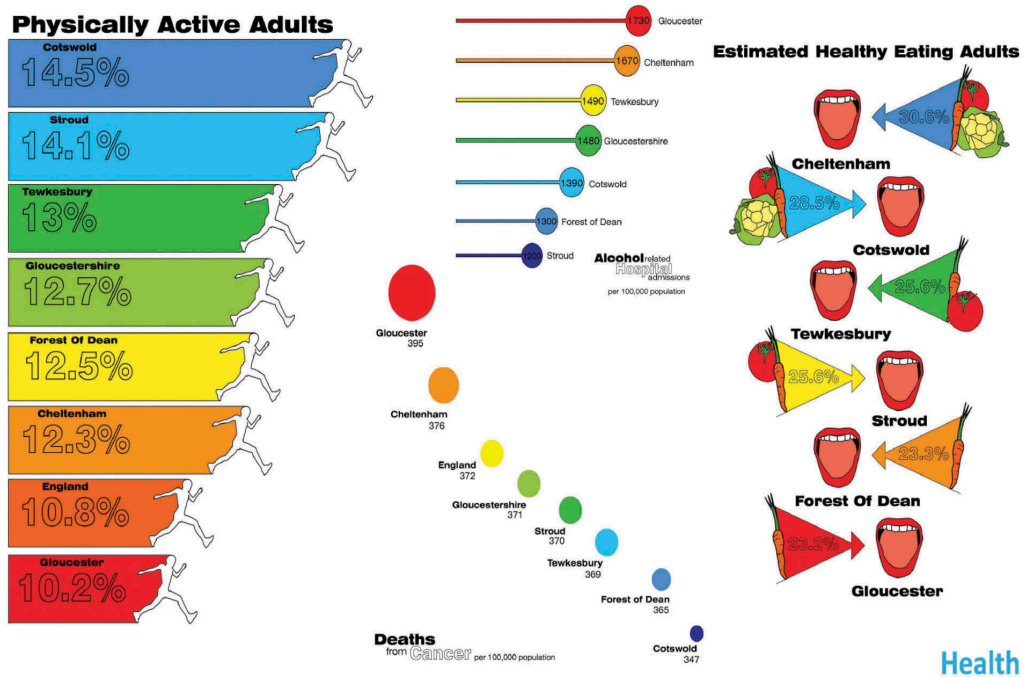 Physically Active Adults
Cotswold
14.5%
Stroud
14.1%
Tewkesbury
13%
Gloucestershire
12.7%
Forest Of Dean
12.5%
Cheltenham
12.3%
England
10.8%
Gloucester
10.2%
1730 Gloucester
1670 Cheltenham
1490 Tewkesbury
1480 Gloucestershire
1390 Cotswold
1300 Forest of Dean
1200 Stroud
Alcohol related
Hospital
admissions
per 100,000 population
Gloucester
395
Cheltenham
376
England
372
Gloucestershire
371
Stroud
370
Tewkesbury
369
Forest of Dean
365
Cotswold
347
Deaths
from Cancer per 100,000 population
Estimated Healthy Eating Adults
30.6%
Cheltenham
28.5%
Cotswold
25.6%
Tewkesbury
25.6%
Stroud
23.3%
Forest Of Dean
23.2%
Gloucester
Health